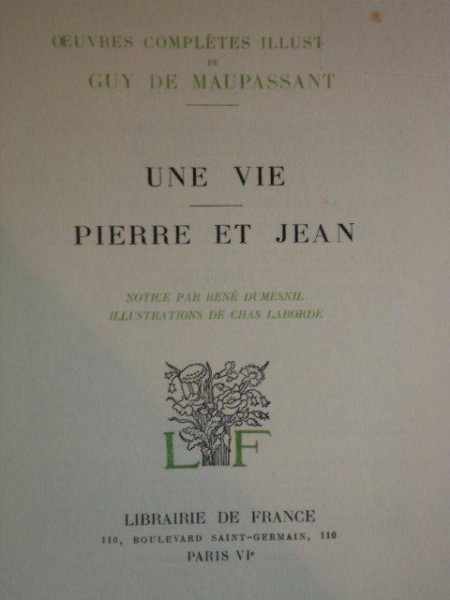 ŒUVRES COMPLÈTES ILLUST
DE
GUY DE MAUPASSANT
UNE VIE
PIERRE ET JEAN
NOTICE PAR RENÉ DUMESNIL
ILLUSTRATIONS DE CHAS LABORDE
L F
LIBRAIRIE DE FRANCE
110, BOULEVARD SAINT-GERMAIN, 110
PARIS VIe